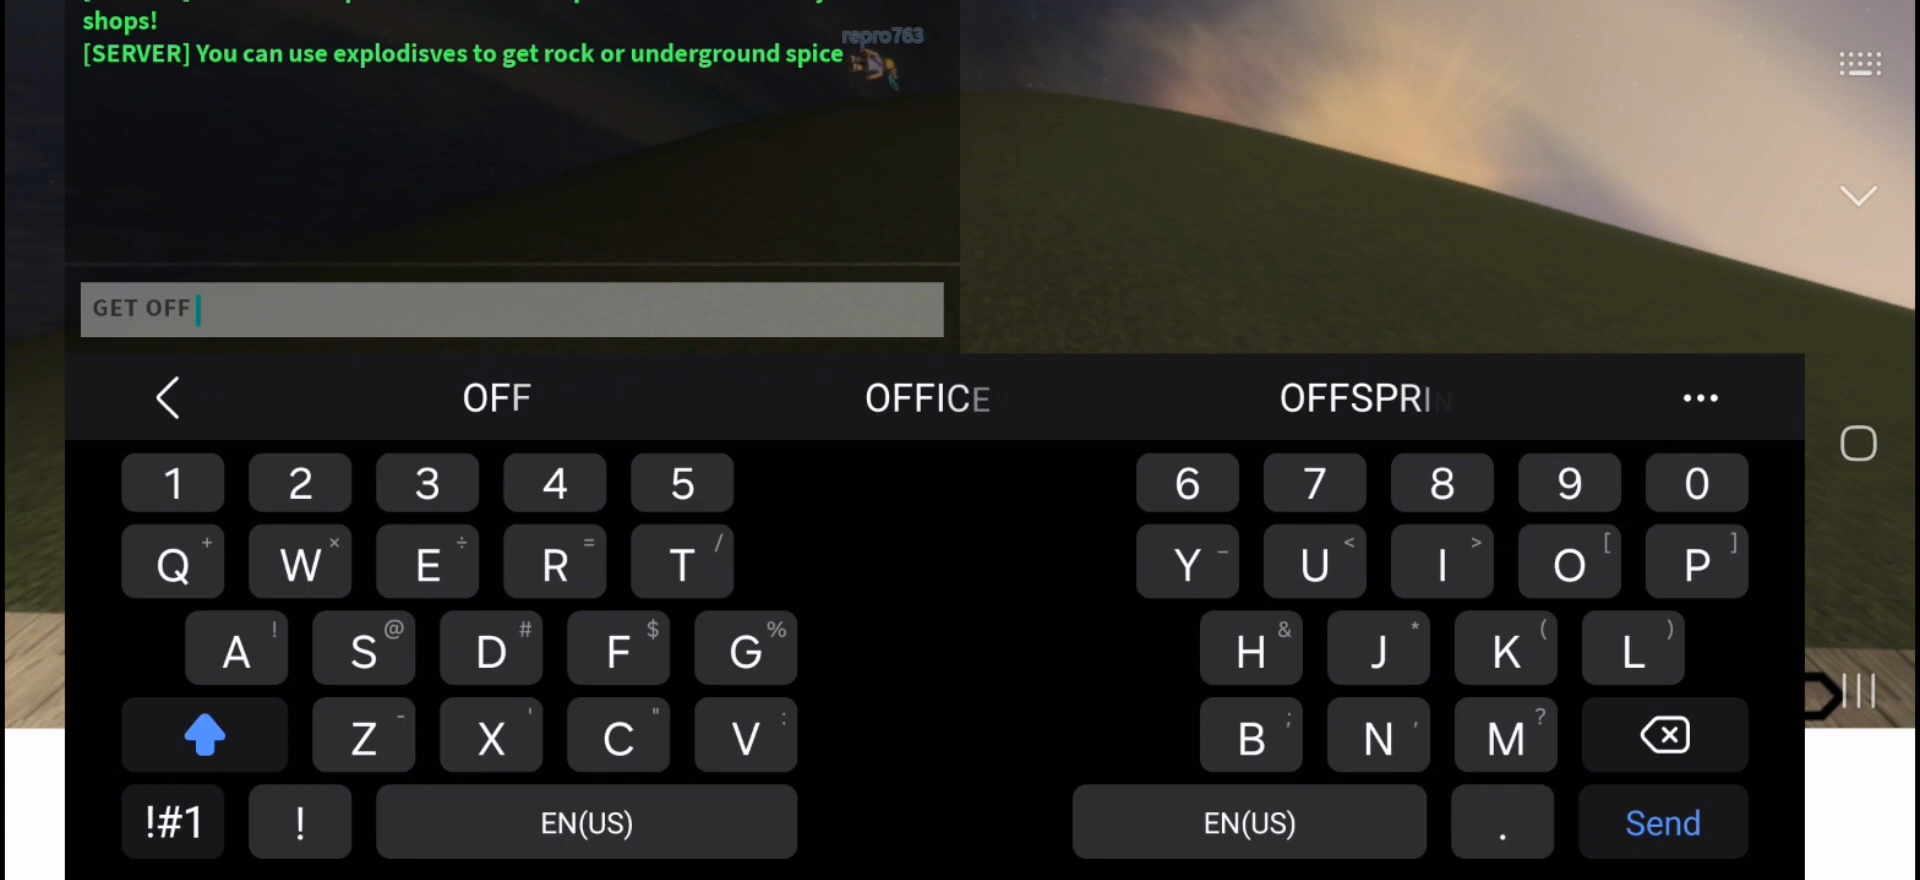 shops!
[SERVER] You can use explodisves to get rock or underground spice
repro763
GET OFF
OFF OFFICE OFFSPRIN
1 2 3 4 5 6 7 8 9 0
Q + W × E ÷ R = T / Y _ U < I > O [ P ]
A ! S @ D # F $ G % H & J * K ( L )
Z - X ' C " V : B ; N , M ?
!#1 ! EN(US) EN(US) . Send